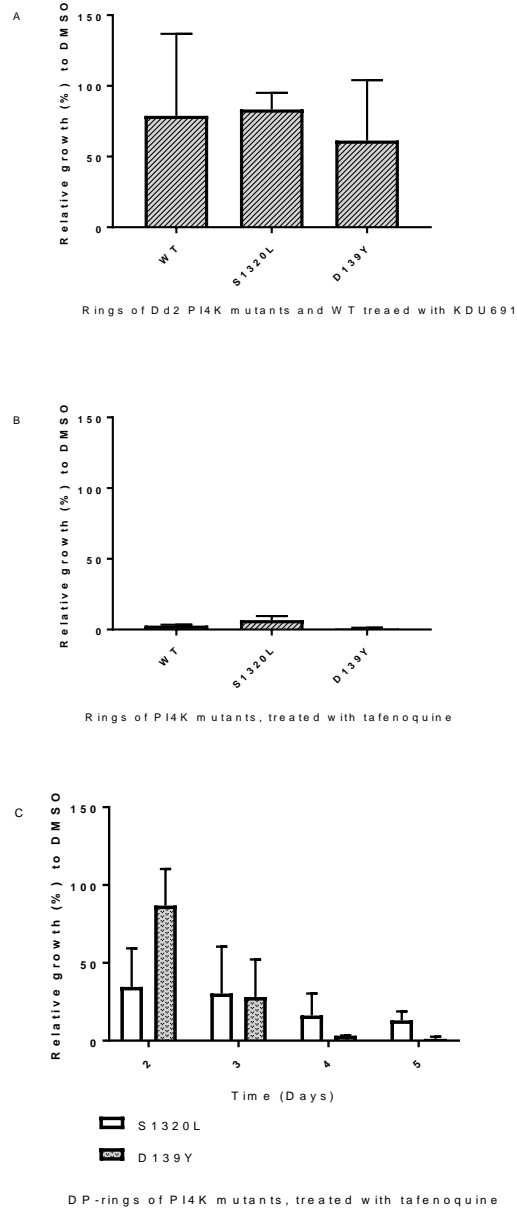 A
Relative growth (%) to DMSO
150
100
50
0
WT
S1320L
D139Y
Rings of Dd2 PI4K mutants and WT treaed with KDU691
B
Relative growth (%) to DMSO
150
100
50
0
WT
S1320L
D139Y
Rings of PI4K mutants, treated with tafenoquine
C
Relative growth (%) to DMSO
150
100
50
0
2
3
4
5
Time (Days)
S1320L
D139Y
DP-rings of PI4K mutants, treated with tafenoquine